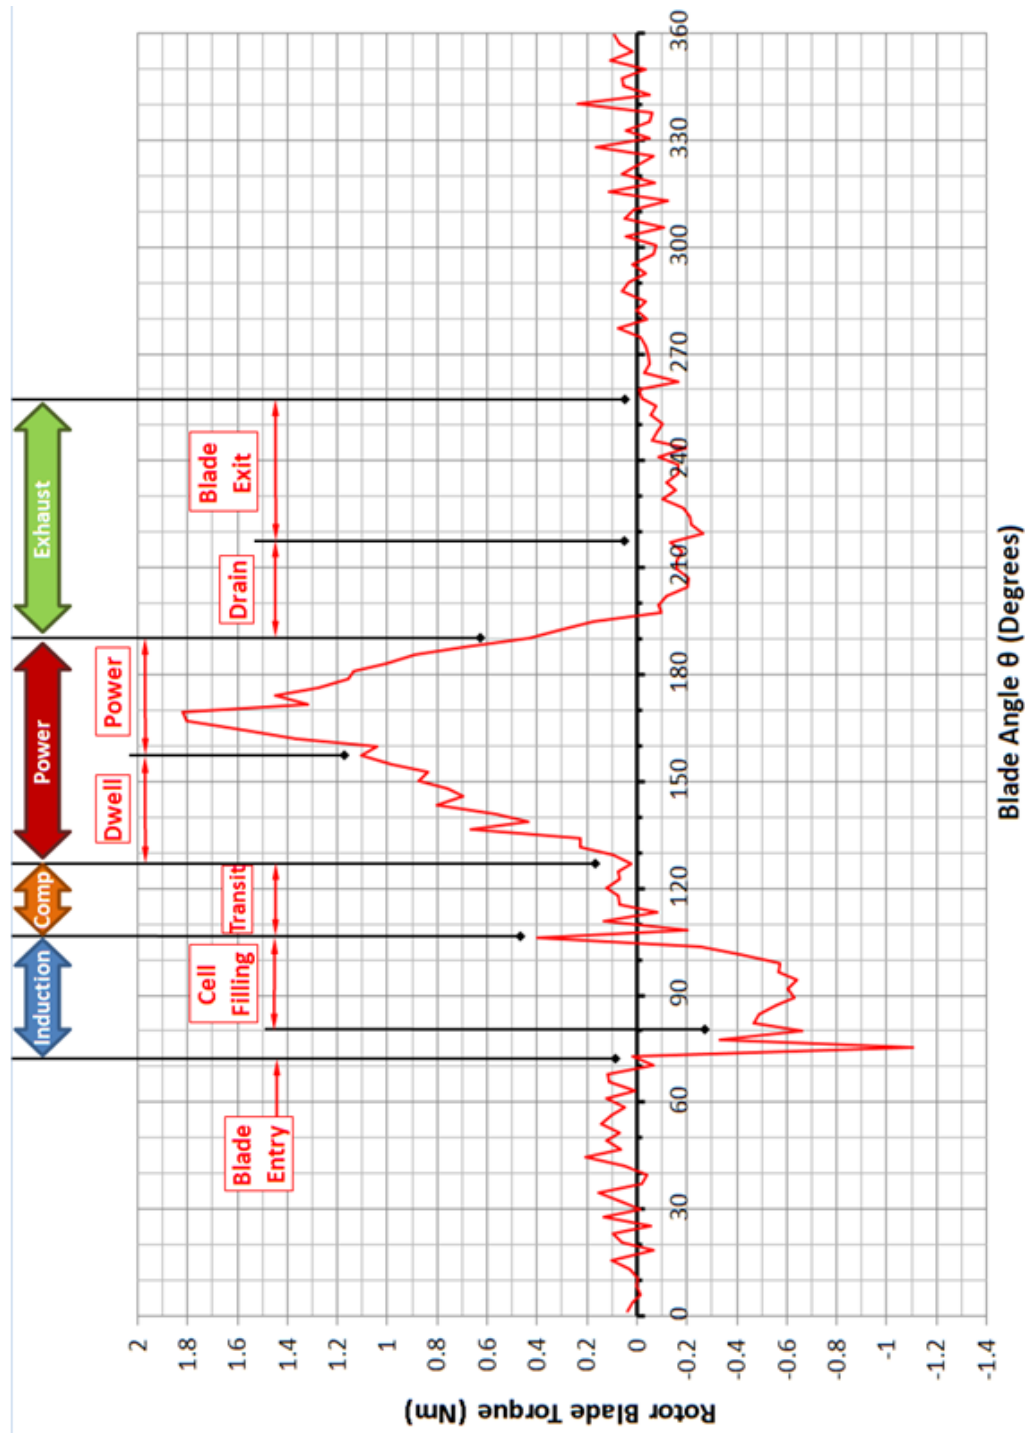 Induction
Comp
Power
Exhaust
Blade
Entry
Cell
Filling
Transit
Dwell
Power
Drain
Blade
Exit
Rotor Blade Torque (Nm)
2
1.8
1.6
1.4
1.2
1
0.8
0.6
0.4
0.2
0
-0.2
-0.4
-0.6
-0.8
-1
-1.2
-1.4
0
30
60
90
120
150
180
210
240
270
300
330
360
Blade Angle θ (Degrees)